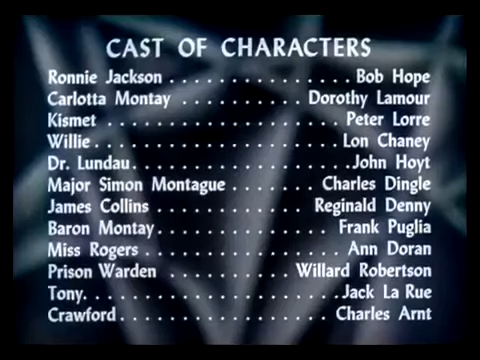 CAST OF CHARACTERS
Ronnie Jackson . . . . . . . . . . . . . . . Bob Hope
Carlotta Montay . . . . . . . . . . . Dorothy Lamour
Kismet . . . . . . . . . . . . . . . . . . . Peter Lorre
Willie . . . . . . . . . . . . . . . . . . . . Lon Chaney
Dr. Lundau . . . . . . . . . . . . . . . . . . John Hoyt
Major Simon Montague . . . . . . . Charles Dingle
James Collins . . . . . . . . . . . . . Reginald Denny
Baron Montay . . . . . . . . . . . . . . . Frank Puglia
Miss Rogers . . . . . . . . . . . . . . . . . Ann Doran
Prison Warden . . . . . . . . . . Willard Robertson
Tony . . . . . . . . . . . . . . . . . . . . . Jack La Rue
Crawford . . . . . . . . . . . . . . . . . Charles Arnt